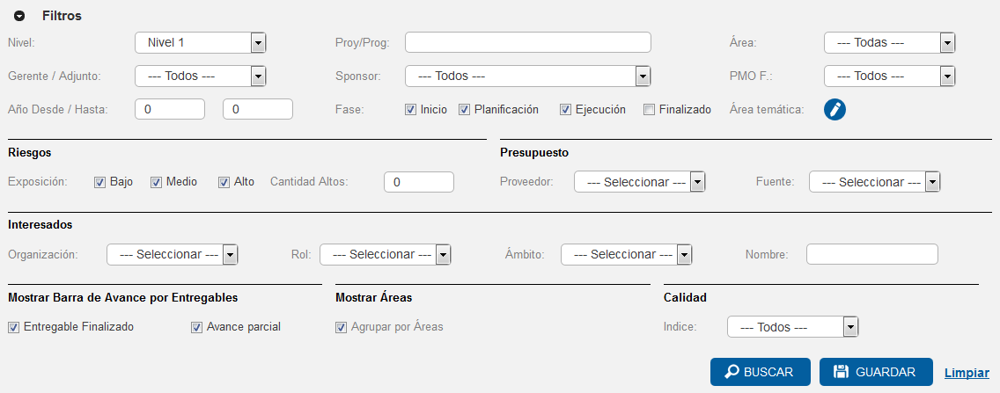 Filtros
Nivel: Nivel 1 Proy/Prog: Área: --- Todas ---
Gerente / Adjunto: --- Todos --- Sponsor: --- Todos --- PMO F.: --- Todos ---
Año Desde / Hasta: 0 0 Fase: Inicio Planificación Ejecución Finalizado Área temática:
Riesgos Presupuesto
Exposición: Bajo Medio Alto Cantidad Altos: 0 Proveedor: --- Seleccionar --- Fuente: --- Seleccionar ---
Interesados
Organización: --- Seleccionar --- Rol: --- Seleccionar --- Ámbito: --- Seleccionar --- Nombre:
Mostrar Barra de Avance por Entregables Mostrar Áreas Calidad
Entregable Finalizado Avance parcial Agrupar por Áreas Indice: --- Todos ---
BUSCAR GUARDAR Limpiar